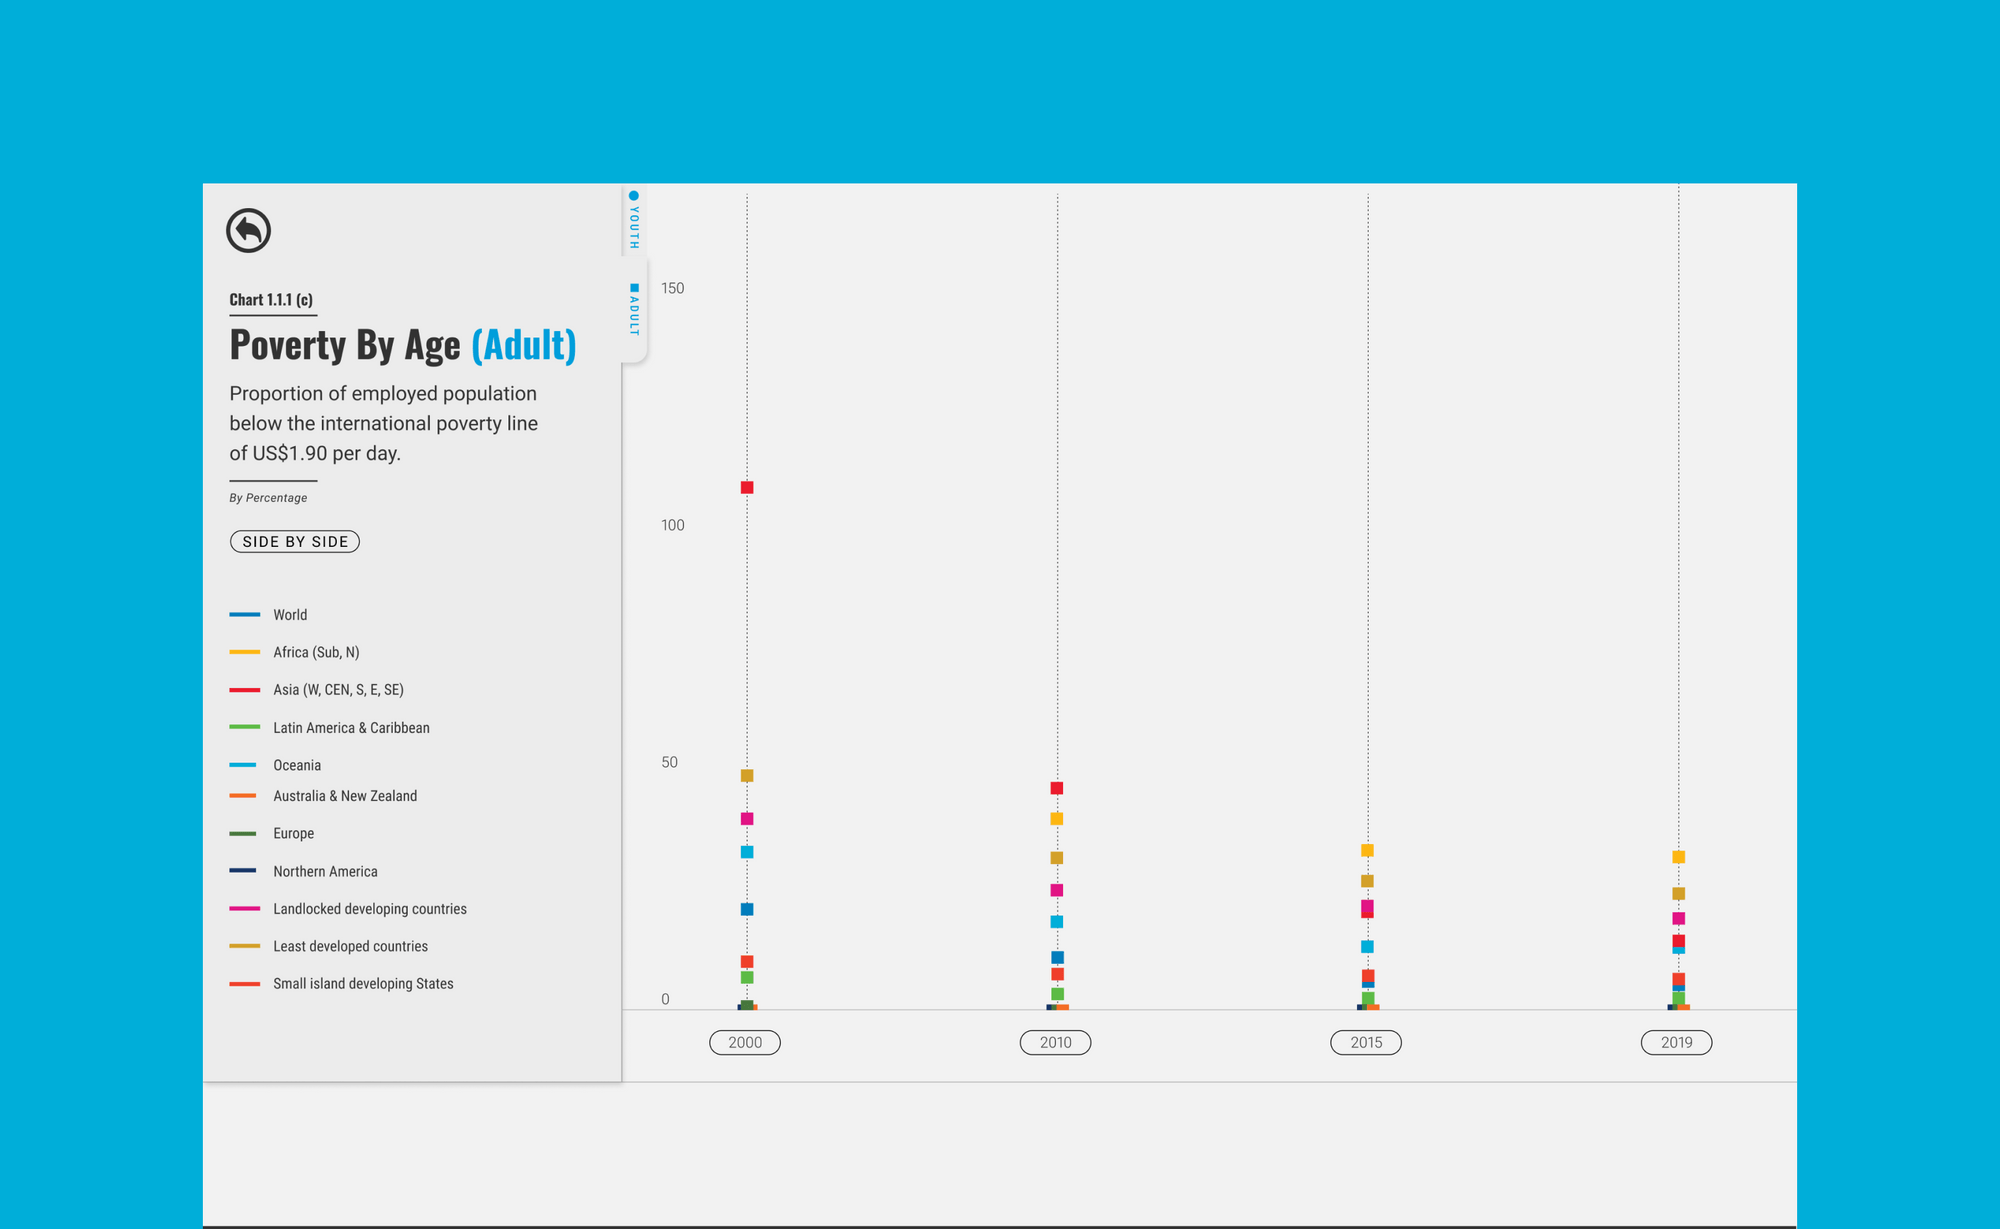 Chart 1.1.1 (c)
Poverty By Age (Adult)
Proportion of employed population
below the international poverty line
of US$1.90 per day.
By Percentage
SIDE BY SIDE
World
Africa (Sub, N)
Asia (W, CEN, S, E, SE)
Latin America & Caribbean
Oceania
Australia & New Zealand
Europe
Northern America
Landlocked developing countries
Least developed countries
Small island developing States
YOUTH
ADULT
150
100
50
0
2000
2010
2015
2019